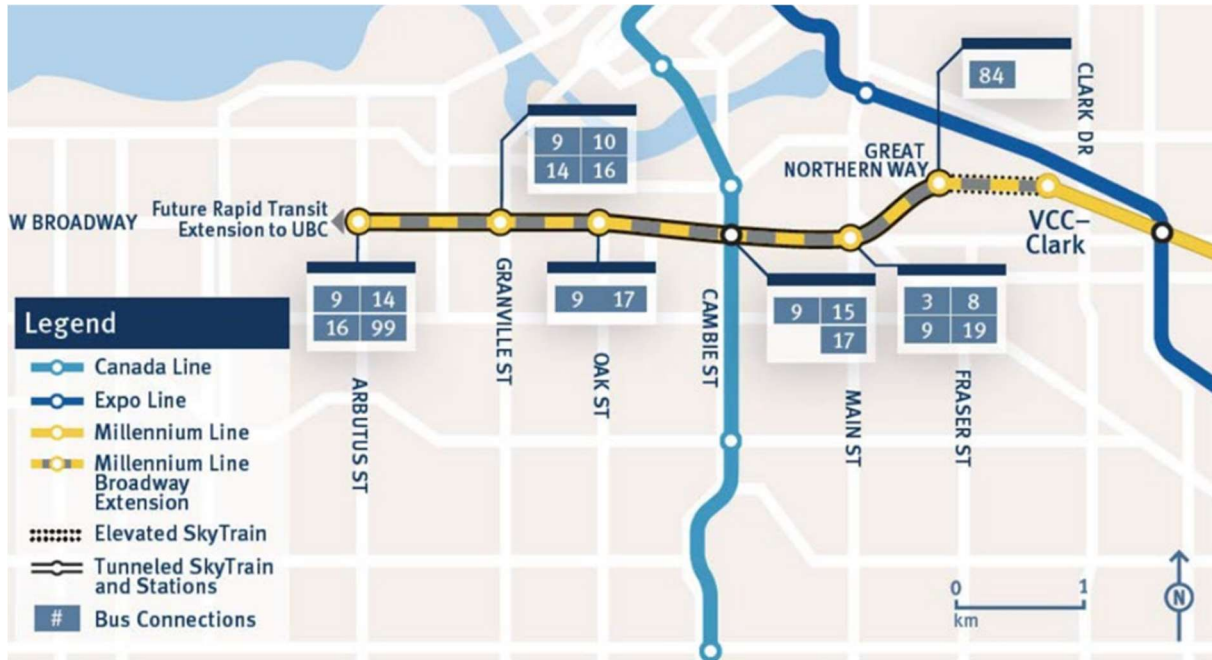 84
CLARK DR
9 10
14 16
GREAT
NORTHERN WAY
W BROADWAY
Future Rapid Transit
Extension to UBC
VCC–
Clark
9 14
16 99
GRANVILLE ST
9 17
OAK ST
CAMBIE ST
9 15
17
MAIN ST
3 8
9 19
FRASER ST
ARBUTUS ST
Legend
Canada Line
Expo Line
Millennium Line
Millennium Line
Broadway
Extension
Elevated SkyTrain
Tunneled SkyTrain
and Stations
# Bus Connections
0 1
km
N